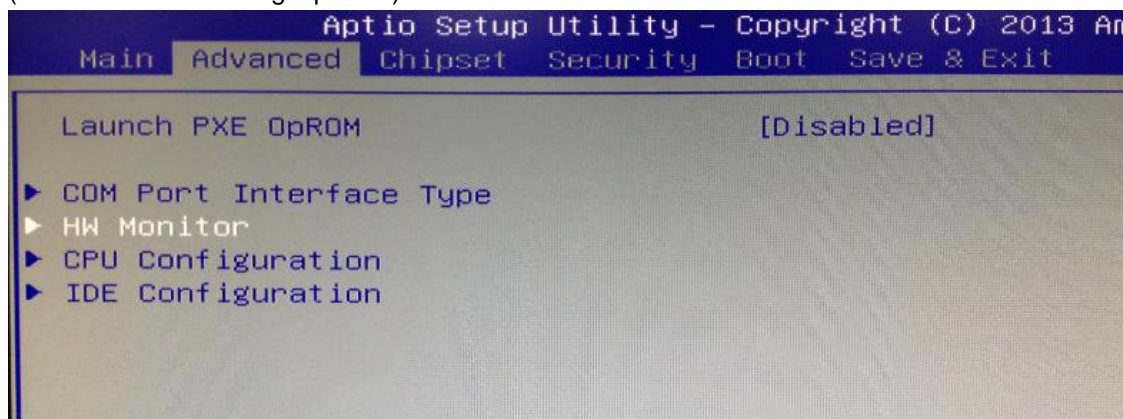 Aptio Setup Utility – Copyright (C) 2013 Am
Main Advanced Chipset Security Boot Save & Exit
Launch PXE OpROM [Disabled]
► COM Port Interface Type
► HW Monitor
► CPU Configuration
► IDE Configuration